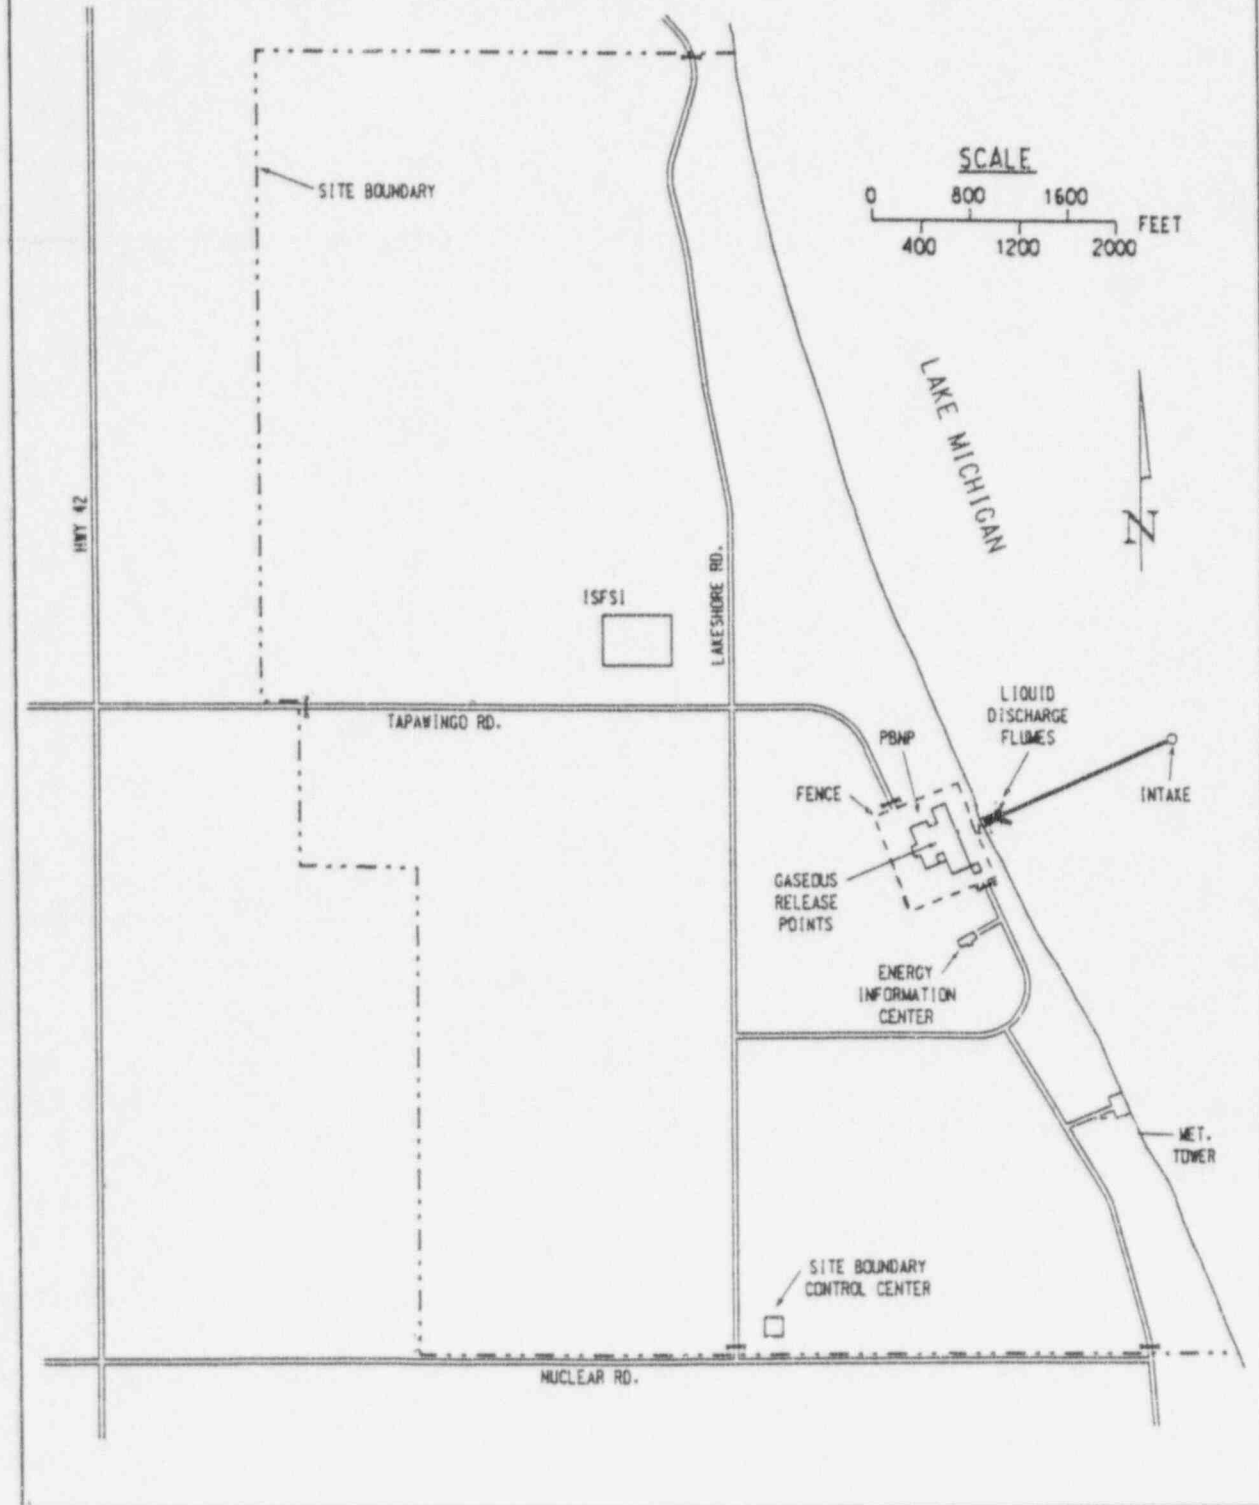 SCALE
0 800 1600
FEET
400 1200 2000
SITE BOUNDARY
LAKE MICHIGAN
N
HWY 42
ISFSI
LAKESHORE RD.
TAPAWINGO RD.
LIQUID
DISCHARGE
FLUMES
PBNP
FENCE
INTAKE
GASEOUS
RELEASE
POINTS
ENERGY
INFORMATION
CENTER
MET.
TOWER
SITE BOUNDARY
CONTROL CENTER
NUCLEAR RD.